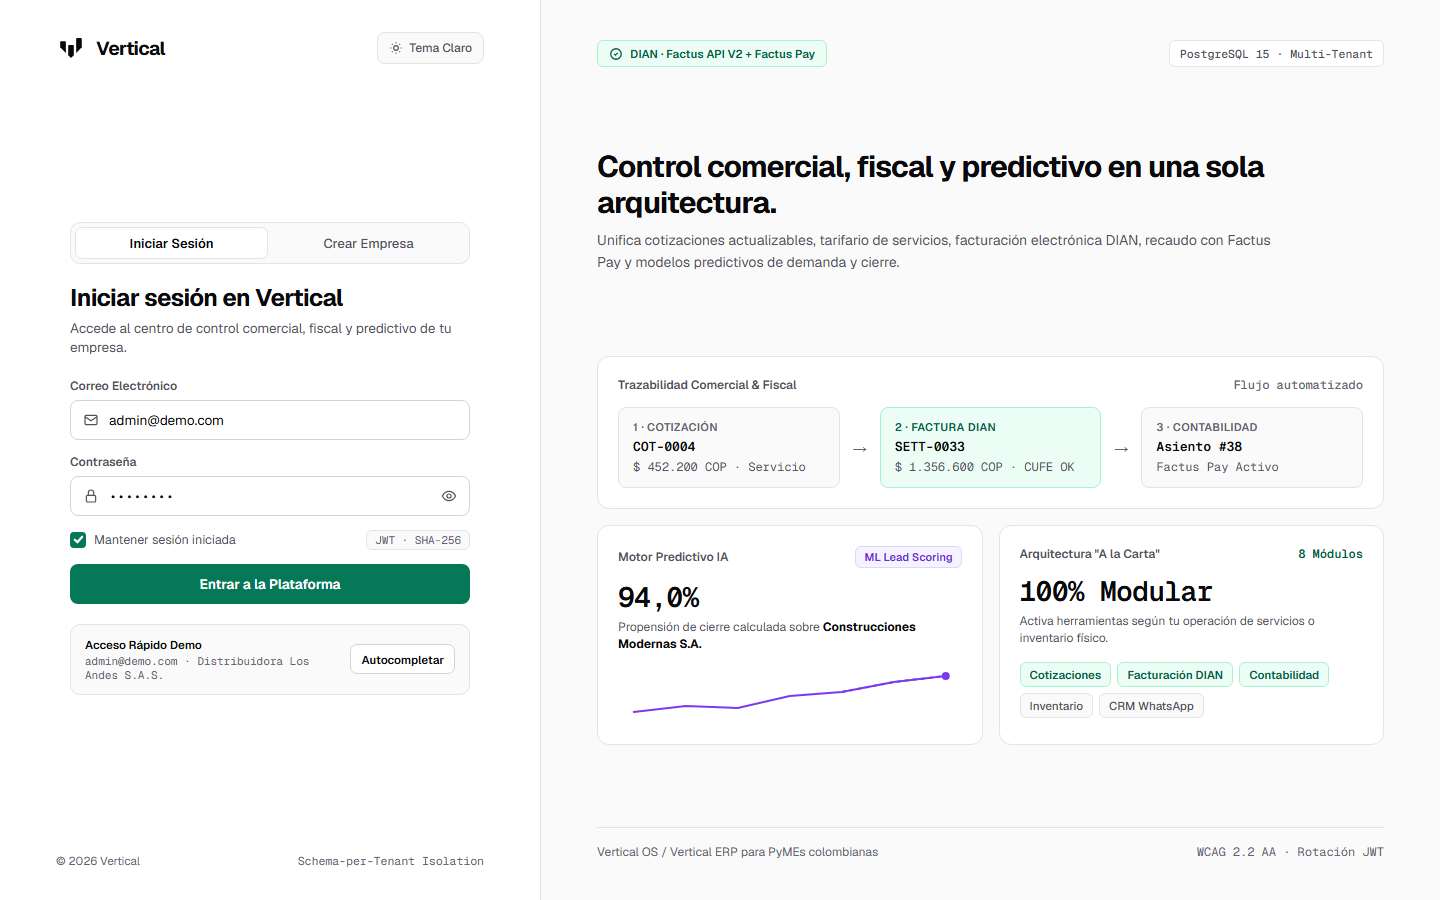 Vertical
Tema Claro
Iniciar Sesión
Crear Empresa
Iniciar sesión en Vertical
Accede al centro de control comercial, fiscal y predictivo de tu
empresa.
Correo Electrónico
admin@demo.com
Contraseña
••••••••
Mantener sesión iniciada
JWT · SHA-256
Entrar a la Plataforma
Acceso Rápido Demo
admin@demo.com · Distribuidora Los
Andes S.A.S.
Autocompletar
© 2026 Vertical
Schema-per-Tenant Isolation
DIAN · Factus API V2 + Factus Pay
PostgreSQL 15 · Multi-Tenant
Control comercial, fiscal y predictivo en una sola
arquitectura.
Unifica cotizaciones actualizables, tarifario de servicios, facturación electrónica DIAN, recaudo con Factus
Pay y modelos predictivos de demanda y cierre.
Trazabilidad Comercial & Fiscal
Flujo automatizado
1 · COTIZACIÓN
COT-0004
$ 452.200 COP · Servicio
→
2 · FACTURA DIAN
SETT-0033
$ 1.356.600 COP · CUFE OK
→
3 · CONTABILIDAD
Asiento #38
Factus Pay Activo
Motor Predictivo IA
ML Lead Scoring
94,0%
Propensión de cierre calculada sobre Construcciones
Modernas S.A.
Arquitectura "A la Carta"
8 Módulos
100% Modular
Activa herramientas según tu operación de servicios o
inventario físico.
Cotizaciones
Facturación DIAN
Contabilidad
Inventario
CRM WhatsApp
Vertical OS / Vertical ERP para PyMEs colombianas
WCAG 2.2 AA · Rotación JWT